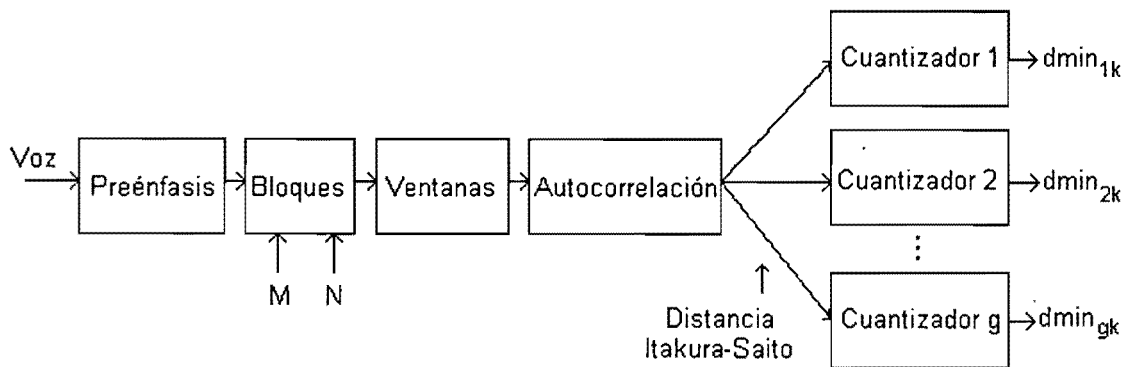 Voz
Preénfasis
Bloques
Ventanas
Autocorrelación
M
N
Distancia
Itakura-Saito
Cuantizador 1
dmin1k
Cuantizador 2
dmin2k
⋮
Cuantizador g
dmingk